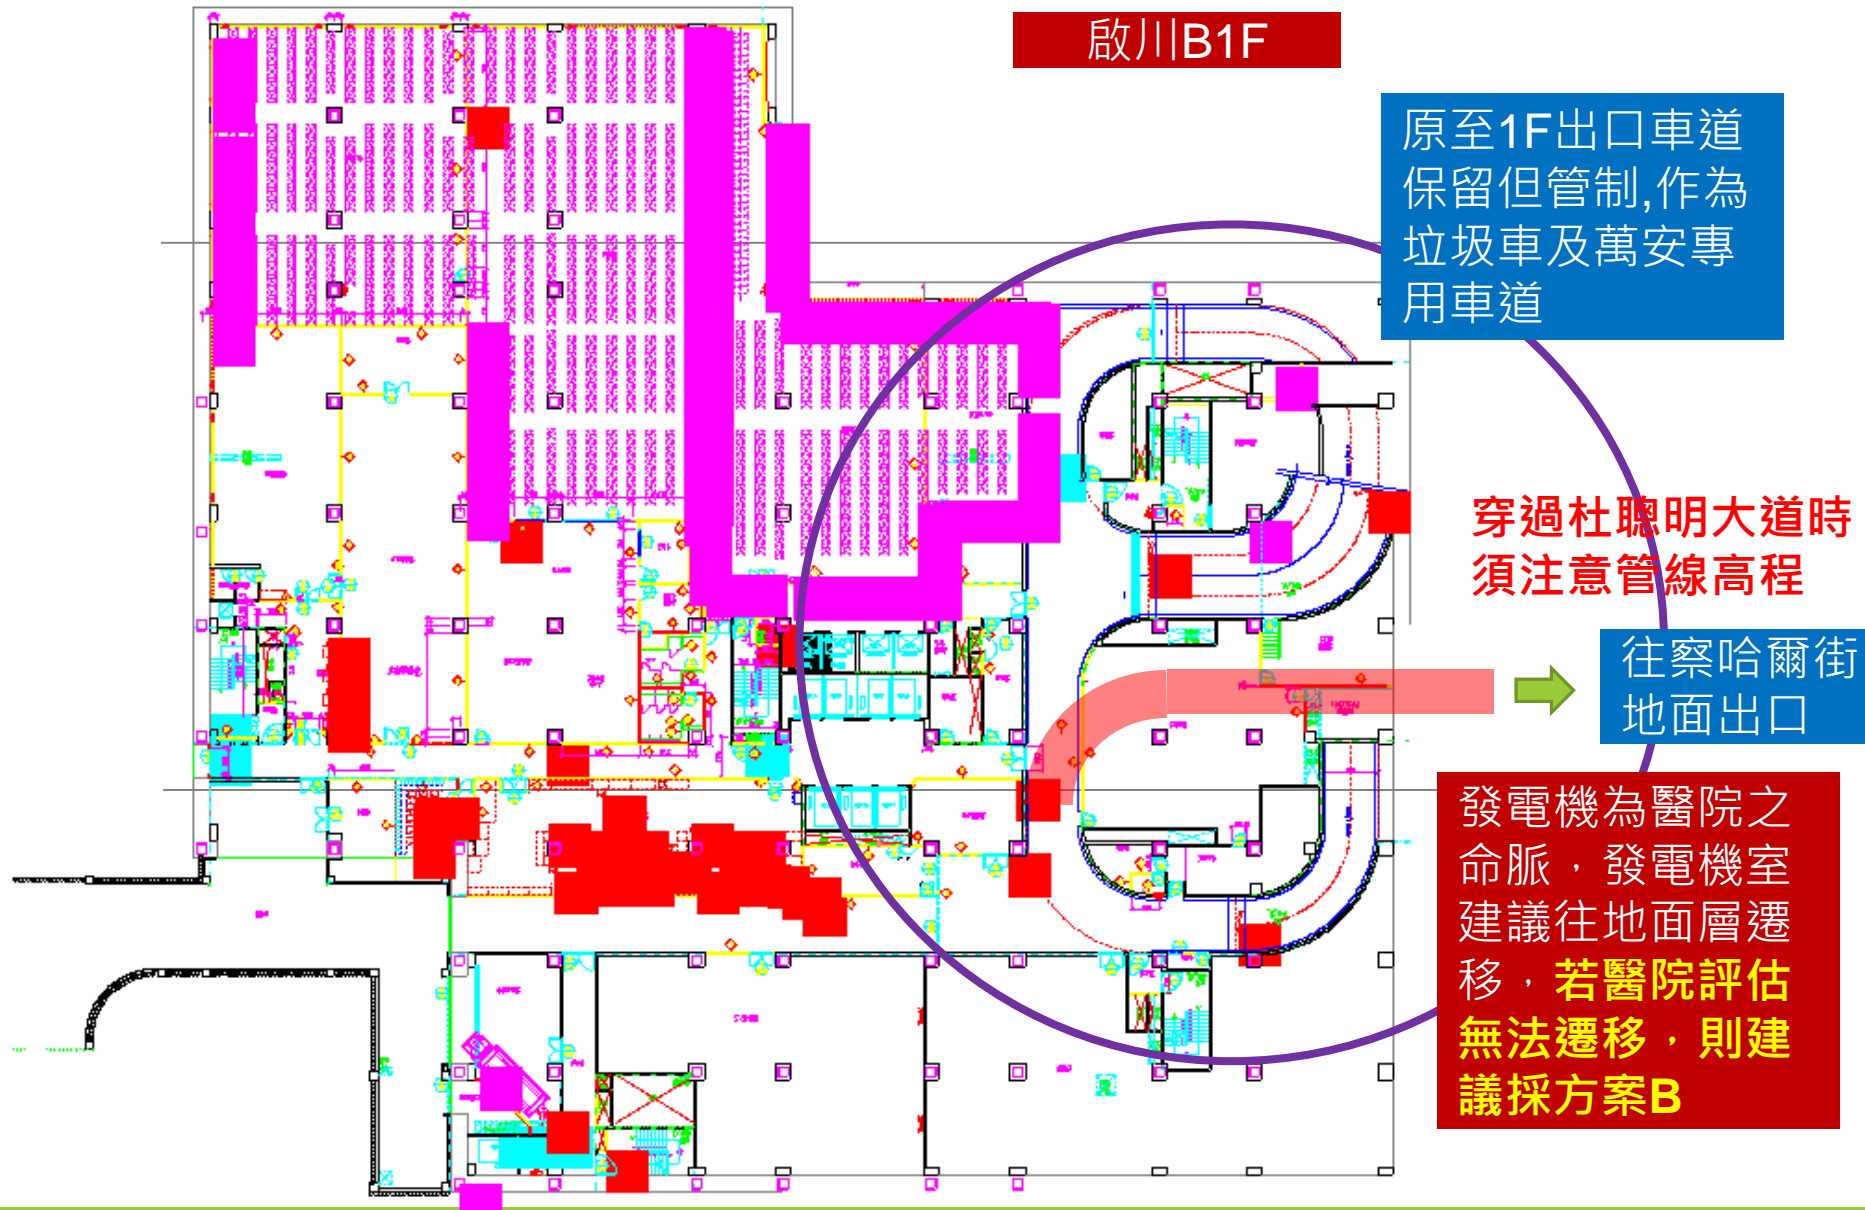 啟川B1F
原至1F出口車道
保留但管制,作為
垃圾車及萬安專
用車道
穿過杜聰明大道時
須注意管線高程
往察哈爾街
地面出口
發電機為醫院之
命脈，發電機室
建議往地面層遷
移，若醫院評估
無法遷移，則建
議採方案B